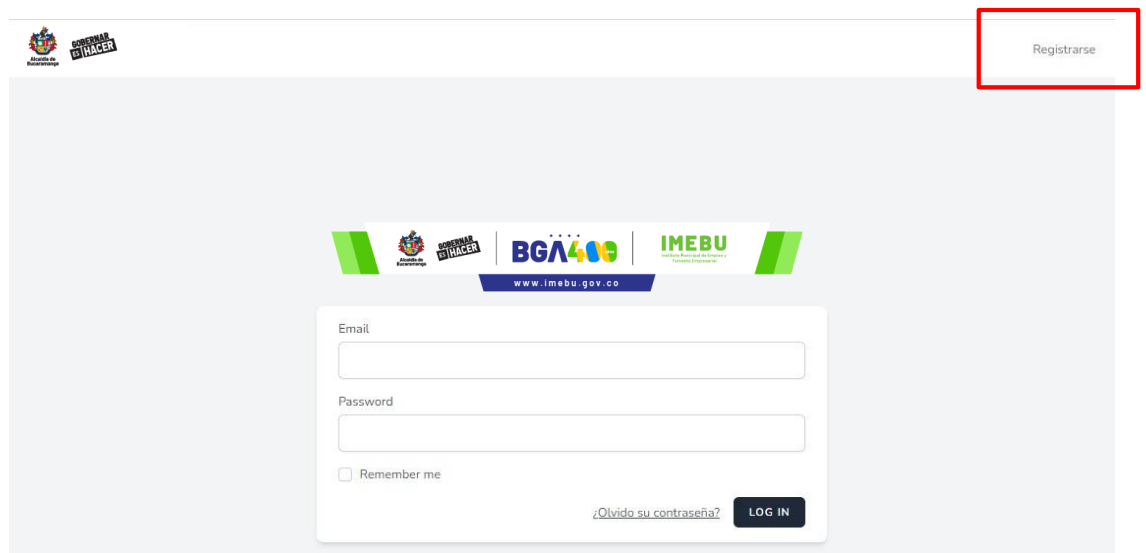 Alcaldía de
Bucaramanga
GOBERNAR
ES HACER
Registrarse
Alcaldía de
Bucaramanga
GOBERNAR
ES HACER
BGA400
IMEBU
Instituto Municipal de Empleo y
Fomento Empresarial
www.imebu.gov.co
Email
Password
Remember me
¿Olvido su contraseña?
LOG IN